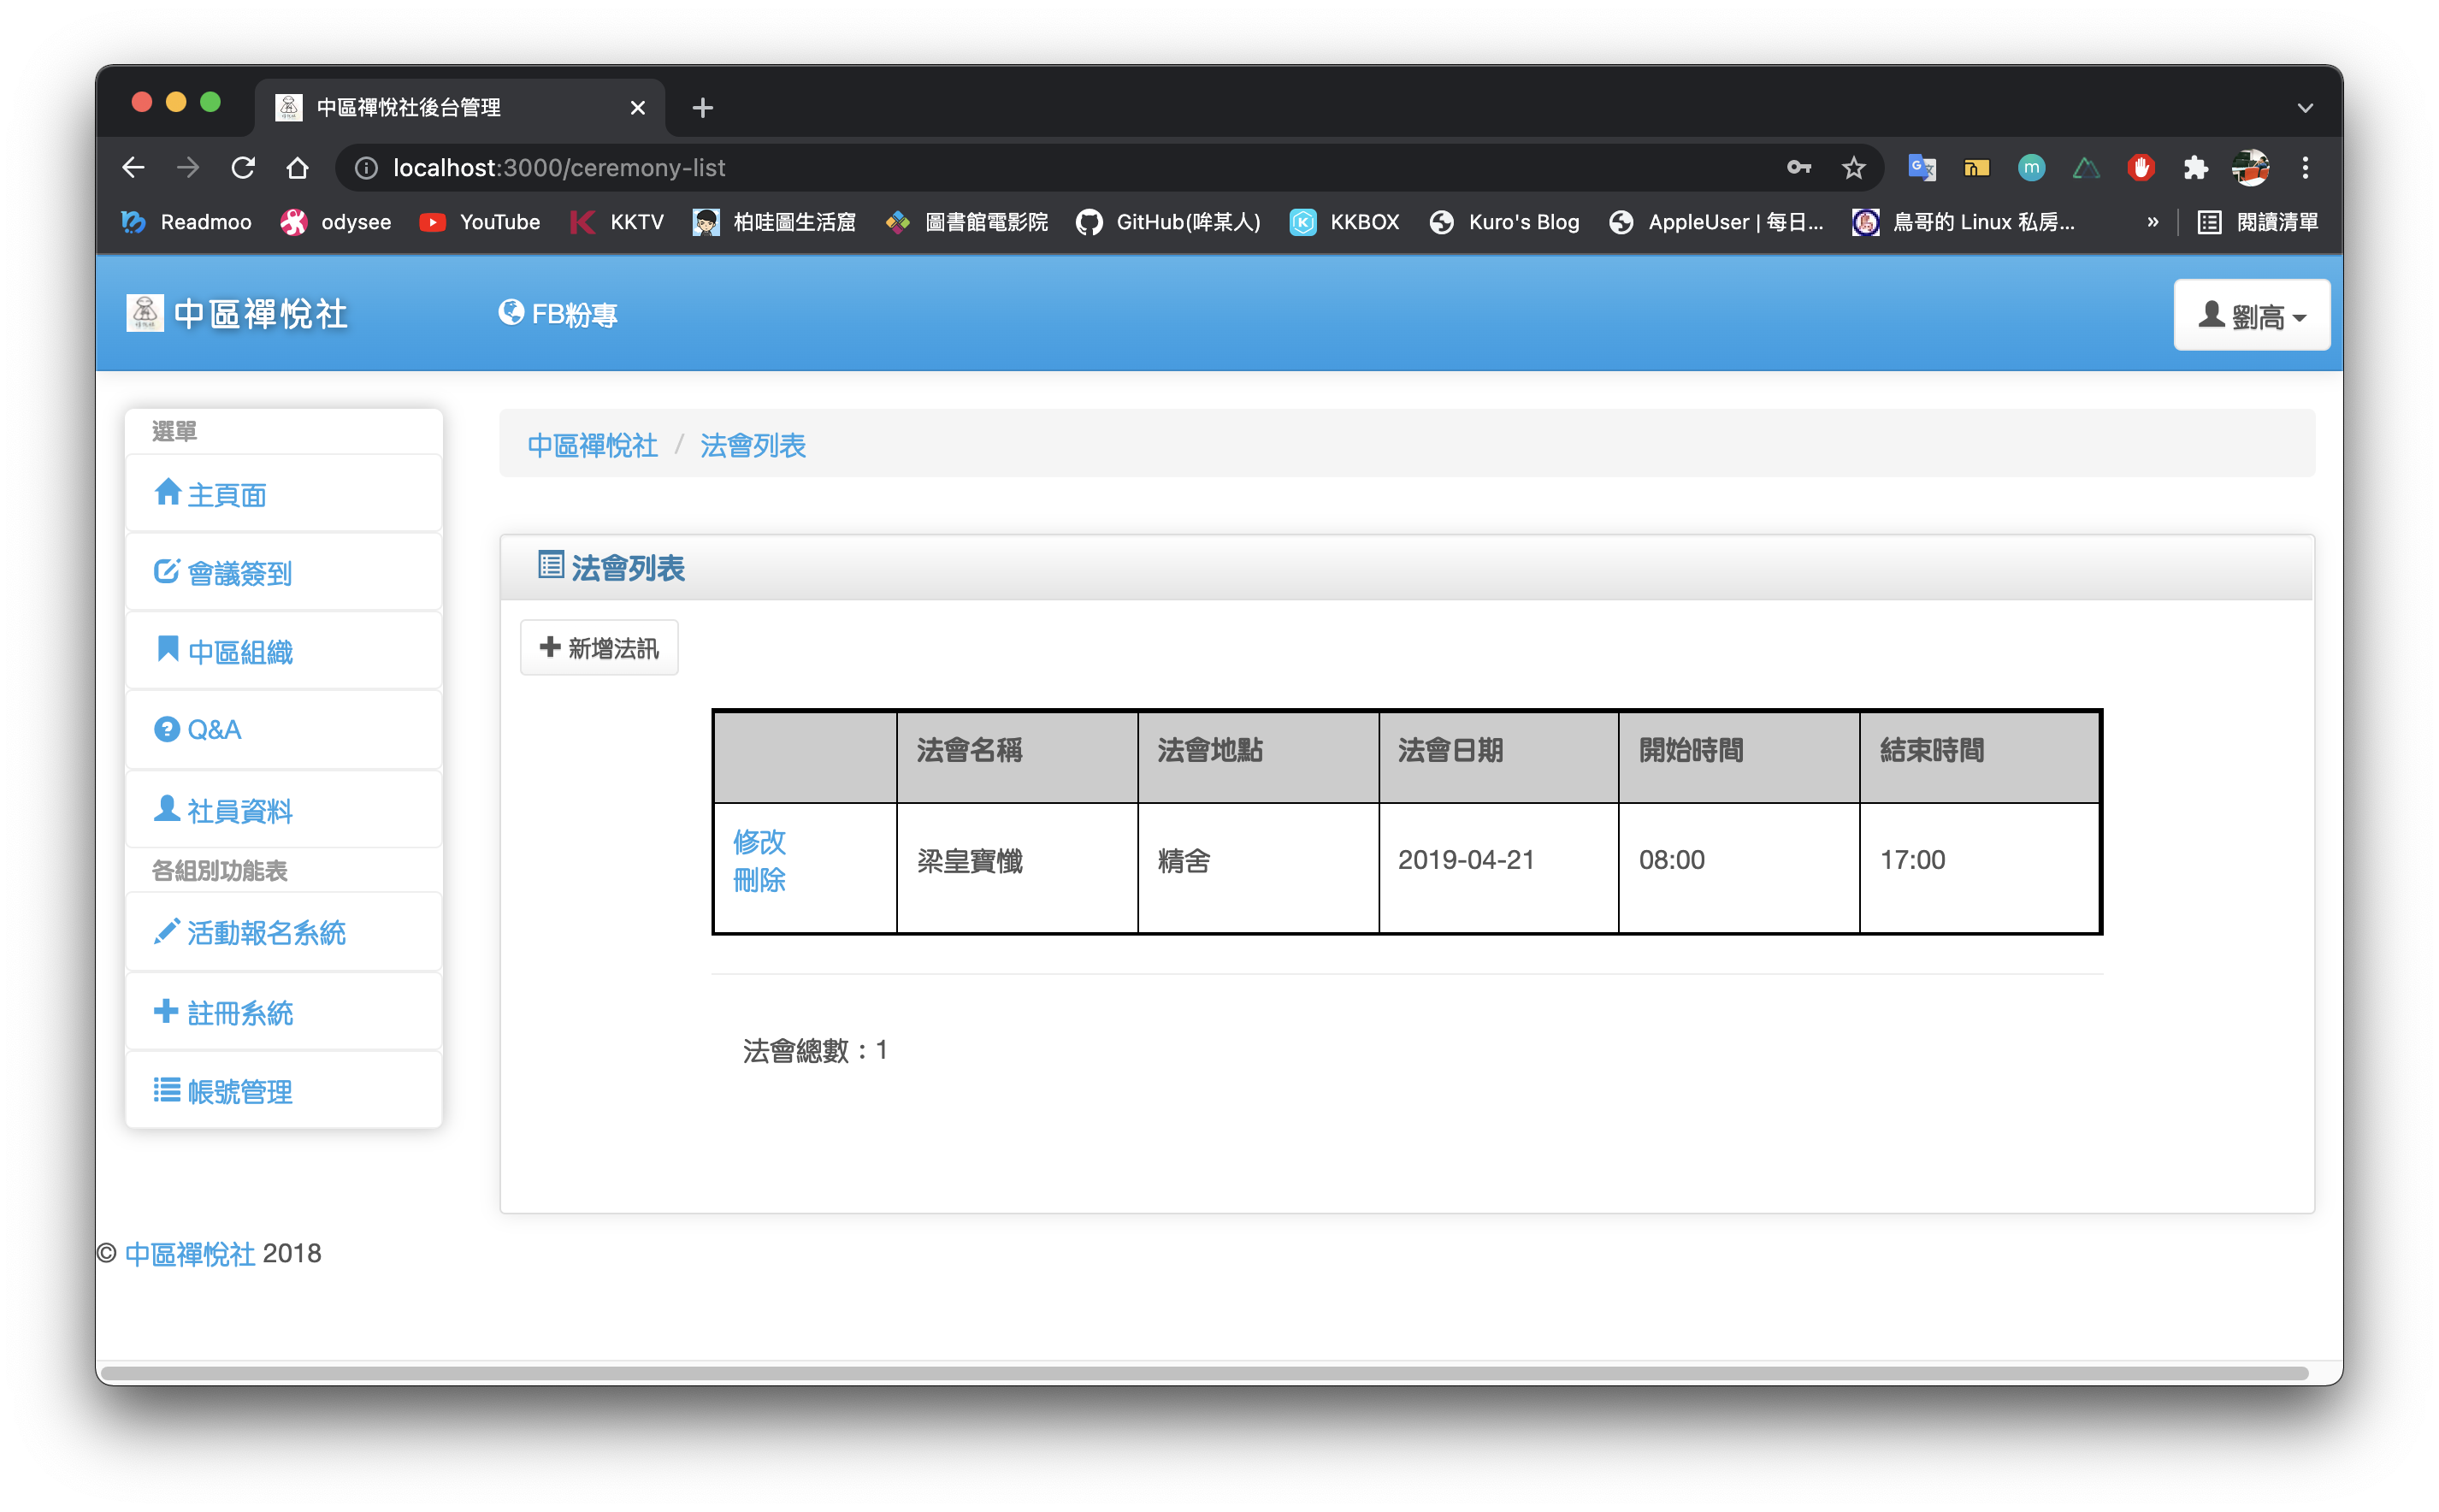 中區禪悅社後台管理
localhost:3000/ceremony-list
Readmoo odysee YouTube KKTV 柏哇圖生活窩 圖書館電影院 GitHub(哞某人) KKBOX Kuro's Blog AppleUser | 每日... 鳥哥的 Linux 私房... » 閱讀清單
中區禪悅社 FB粉專 劉高
選單
主頁面
會議簽到
中區組織
Q&A
社員資料
各組別功能表
活動報名系統
註冊系統
帳號管理
中區禪悅社 / 法會列表
法會列表
新增法訊
法會名稱 法會地點 法會日期 開始時間 結束時間
修改
刪除
梁皇寶懺 精舍 2019-04-21 08:00 17:00
法會總數：1
© 中區禪悅社 2018